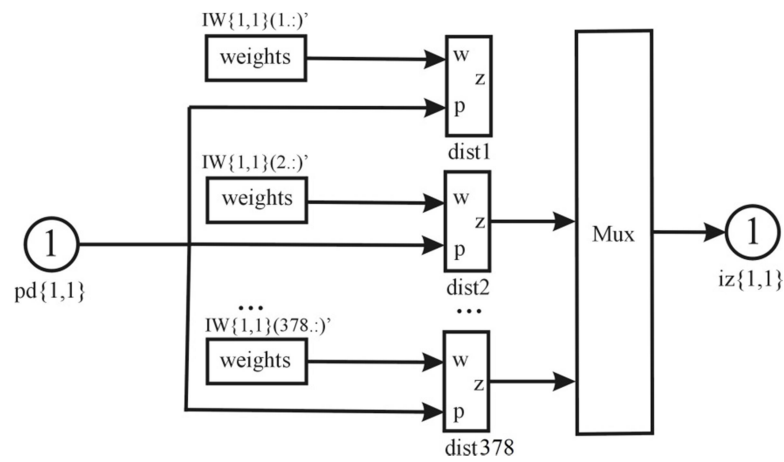 IW{1,1}(1.:)’
weights
w
z
p
dist1
IW{1,1}(2.:)’
weights
w
z
p
dist2
1
pd{1,1}
Mux
1
iz{1,1}
...
...
IW{1,1}(378.:)’
weights
w
z
p
dist378